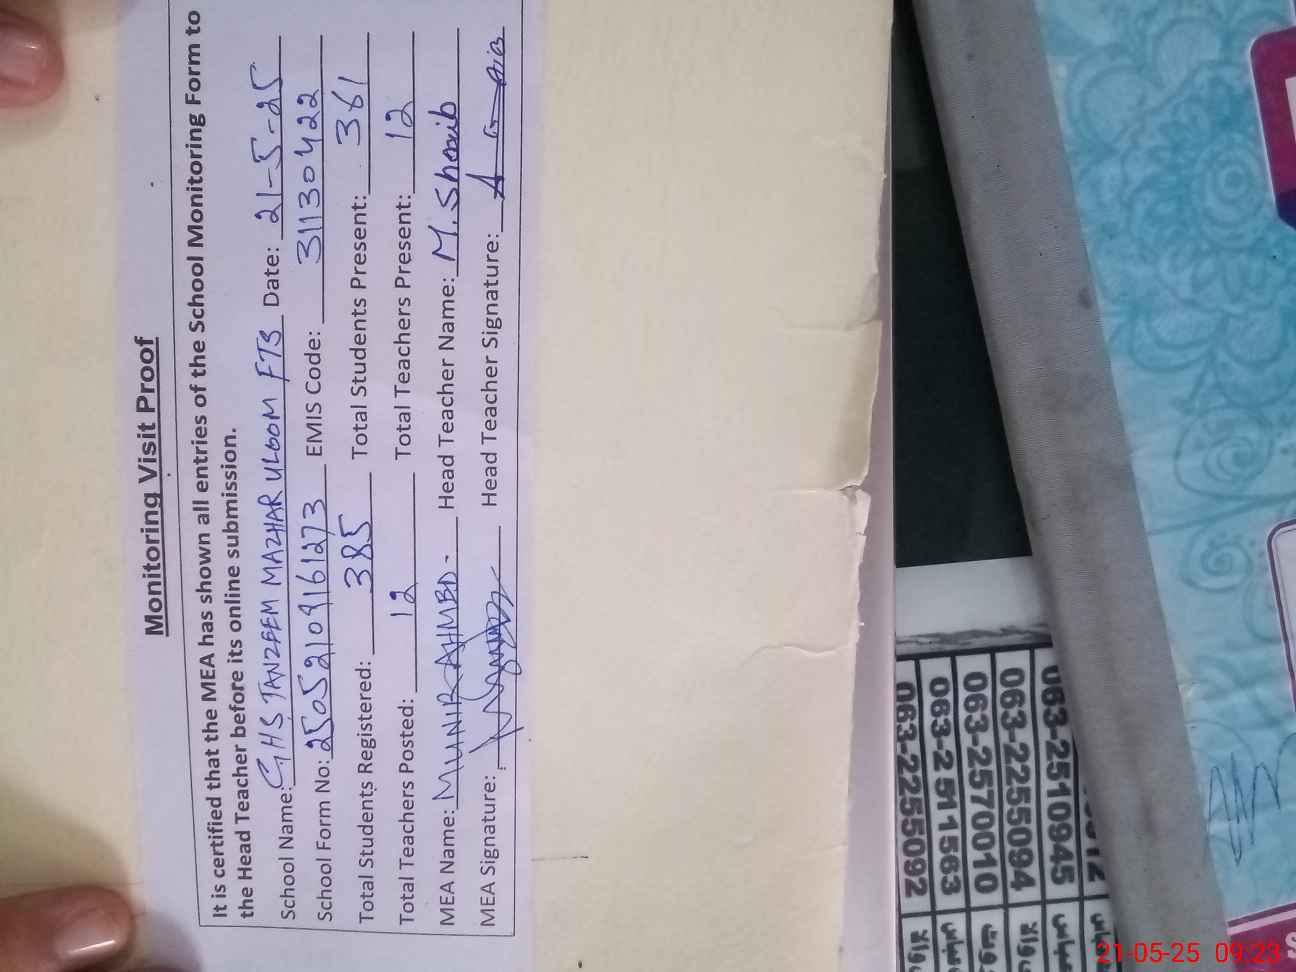 Monitoring Visit Proof
It is certified that the MEA has shown all entries of the School Monitoring Form to
the Head Teacher before its online submission.
School Name: GHS TANZEEM MAZHAR ULOOM FTB Date: 21-5-25
School Form No: 25052109161273 EMIS Code: 31130422
Total Students Registered: 385 Total Students Present: 361
Total Teachers Posted: 12 Total Teachers Present: 12
MEA Name: MUNIR AHMED- Head Teacher Name: M. Shoaib
MEA Signature: Head Teacher Signature:
063-2255092
063-2511563
063-2570010
063-2255094
063-2510945
21-05-25 09:23